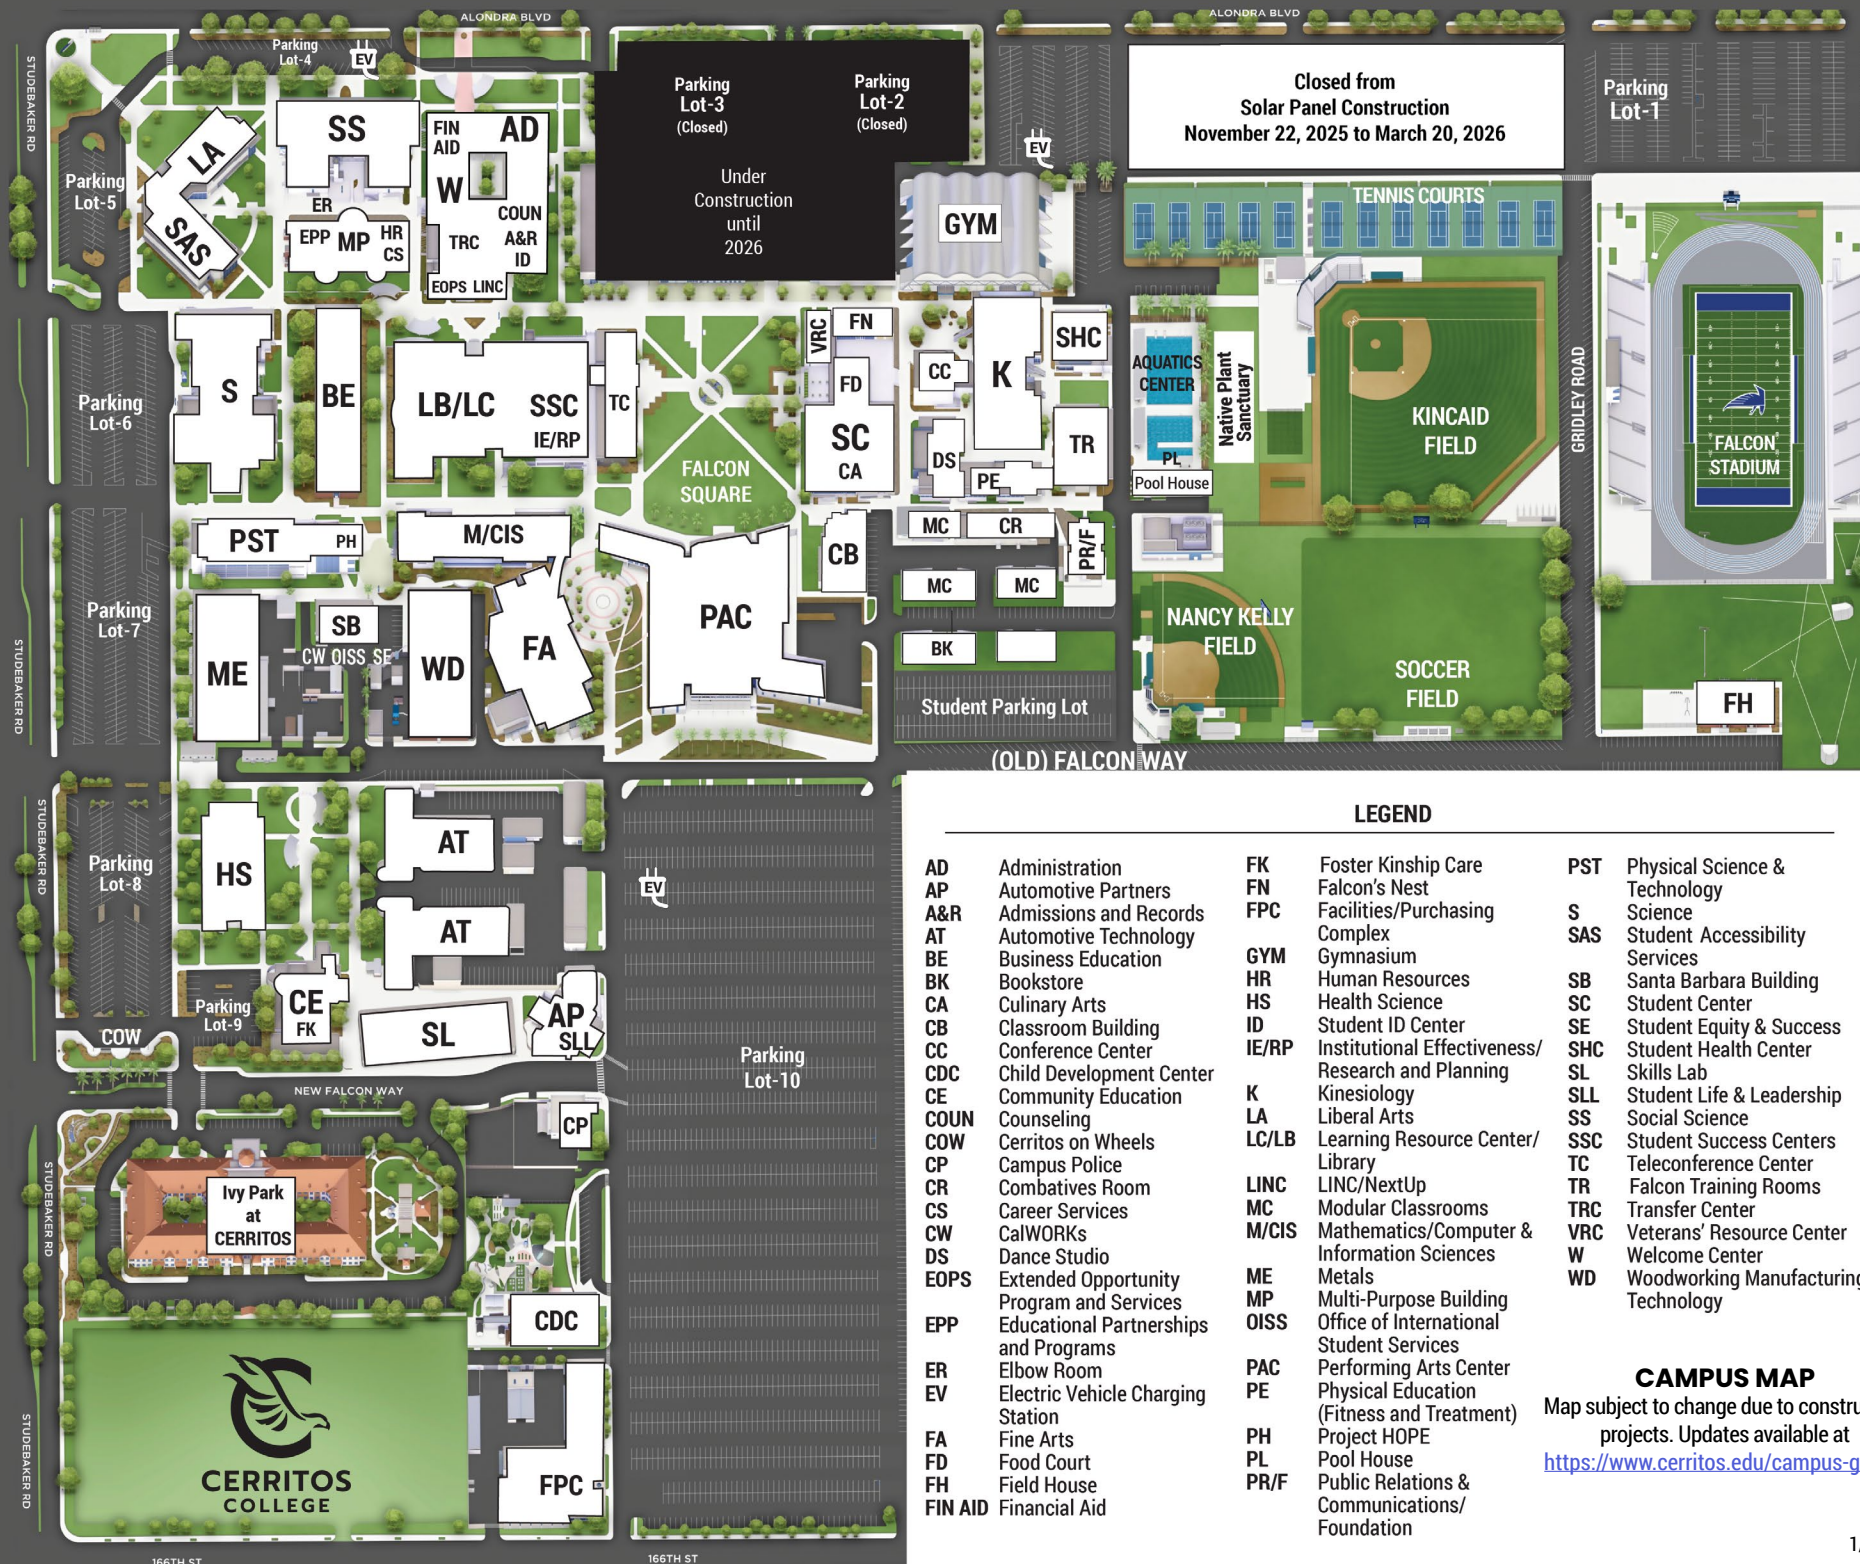 ALONDRA BLVD
ALONDRA BLVD
STUDEBAKER RD
Parking
Lot-4
EV
Parking
Lot-3
(Closed)
Parking
Lot-2
(Closed)
Under
Construction
until
2026
EV
Closed from
Solar Panel Construction
November 22, 2025 to March 20, 2026
Parking
Lot-1
Parking
Lot-5
LA
SAS
SS
ER
EPP
MP
HR
CS
FIN
AID
AD
W
COUN
TRC
A&R
ID
EOPS LINC
GYM
TENNIS COURTS
Parking
Lot-6
S
BE
LB/LC
SSC
IE/RP
TC
FALCON
SQUARE
VRC
FN
FD
SC
CA
CC
K
SHC
DS
PE
TR
AQUATICS
CENTER
PL
Pool House
Native Plant
Sanctuary
KINCAID
FIELD
GRIDLEY ROAD
FALCON
STADIUM
STUDEBAKER RD
Parking
Lot-7
PST
PH
M/CIS
ME
SB
CW OISS SE
WD
FA
PAC
CB
MC
CR
PR/F
MC
MC
BK
Student Parking Lot
NANCY KELLY
FIELD
SOCCER
FIELD
FH
(OLD) FALCON WAY
STUDEBAKER RD
Parking
Lot-8
HS
AT
AT
EV
Parking
Lot-9
CE
FK
SL
AP
SLL
COW
Parking
Lot-10
NEW FALCON WAY
CP
STUDEBAKER RD
Ivy Park
at
CERRITOS
CDC
STUDEBAKER RD
CERRITOS
COLLEGE
FPC
166TH ST
166TH ST
LEGEND
AD Administration
AP Automotive Partners
A&R Admissions and Records
AT Automotive Technology
BE Business Education
BK Bookstore
CA Culinary Arts
CB Classroom Building
CC Conference Center
CDC Child Development Center
CE Community Education
COUN Counseling
COW Cerritos on Wheels
CP Campus Police
CR Combatives Room
CS Career Services
CW CalWORKs
DS Dance Studio
EOPS Extended Opportunity
Program and Services
EPP Educational Partnerships
and Programs
ER Elbow Room
EV Electric Vehicle Charging
Station
FA Fine Arts
FD Food Court
FH Field House
FIN AID Financial Aid
FK Foster Kinship Care
FN Falcon's Nest
FPC Facilities/Purchasing
Complex
GYM Gymnasium
HR Human Resources
HS Health Science
ID Student ID Center
IE/RP Institutional Effectiveness/
Research and Planning
K Kinesiology
LA Liberal Arts
LC/LB Learning Resource Center/
Library
LINC LINC/NextUp
MC Modular Classrooms
M/CIS Mathematics/Computer &
Information Sciences
ME Metals
MP Multi-Purpose Building
OISS Office of International
Student Services
PAC Performing Arts Center
PE Physical Education
(Fitness and Treatment)
PH Project HOPE
PL Pool House
PR/F Public Relations &
Communications/
Foundation
PST Physical Science &
Technology
S Science
SAS Student Accessibility
Services
SB Santa Barbara Building
SC Student Center
SE Student Equity & Success
SHC Student Health Center
SL Skills Lab
SLL Student Life & Leadership
SS Social Science
SSC Student Success Centers
TC Teleconference Center
TR Falcon Training Rooms
TRC Transfer Center
VRC Veterans' Resource Center
W Welcome Center
WD Woodworking Manufacturing
Technology
CAMPUS MAP
Map subject to change due to constru
projects. Updates available at
https://www.cerritos.edu/campus-g
1/